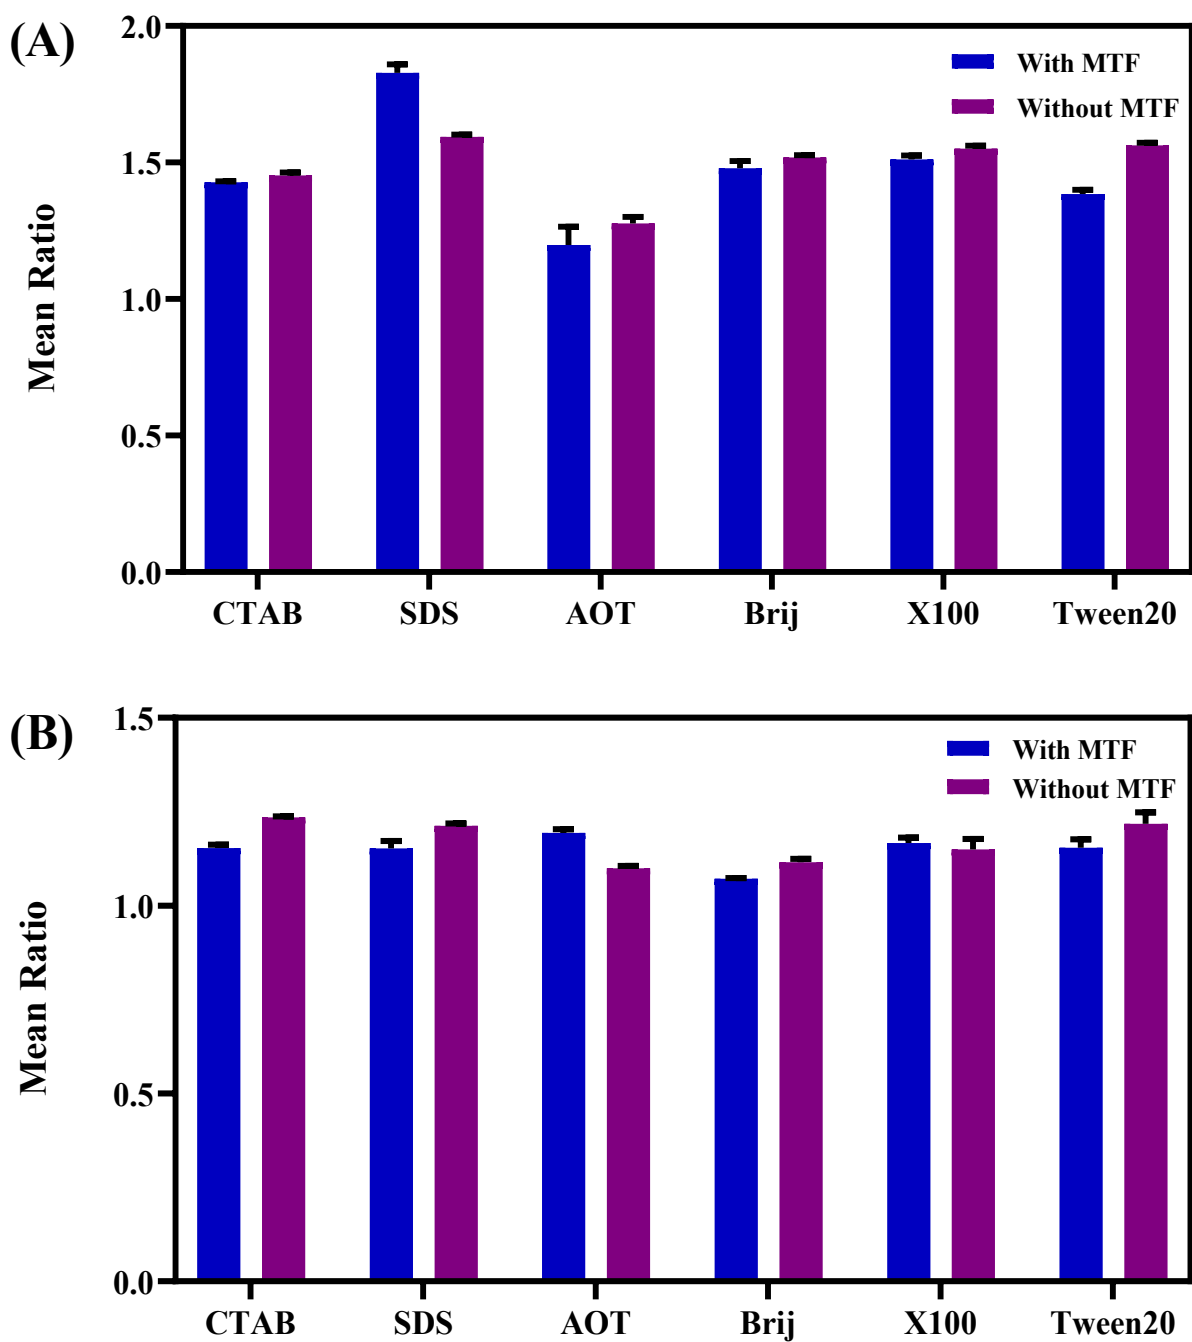 (A)
2.0
1.5
1.0
0.5
0.0
Mean Ratio
With MTF
Without MTF
CTAB SDS AOT Brij X100 Tween20
(B)
1.5
1.0
0.5
0.0
Mean Ratio
With MTF
Without MTF
CTAB SDS AOT Brij X100 Tween20